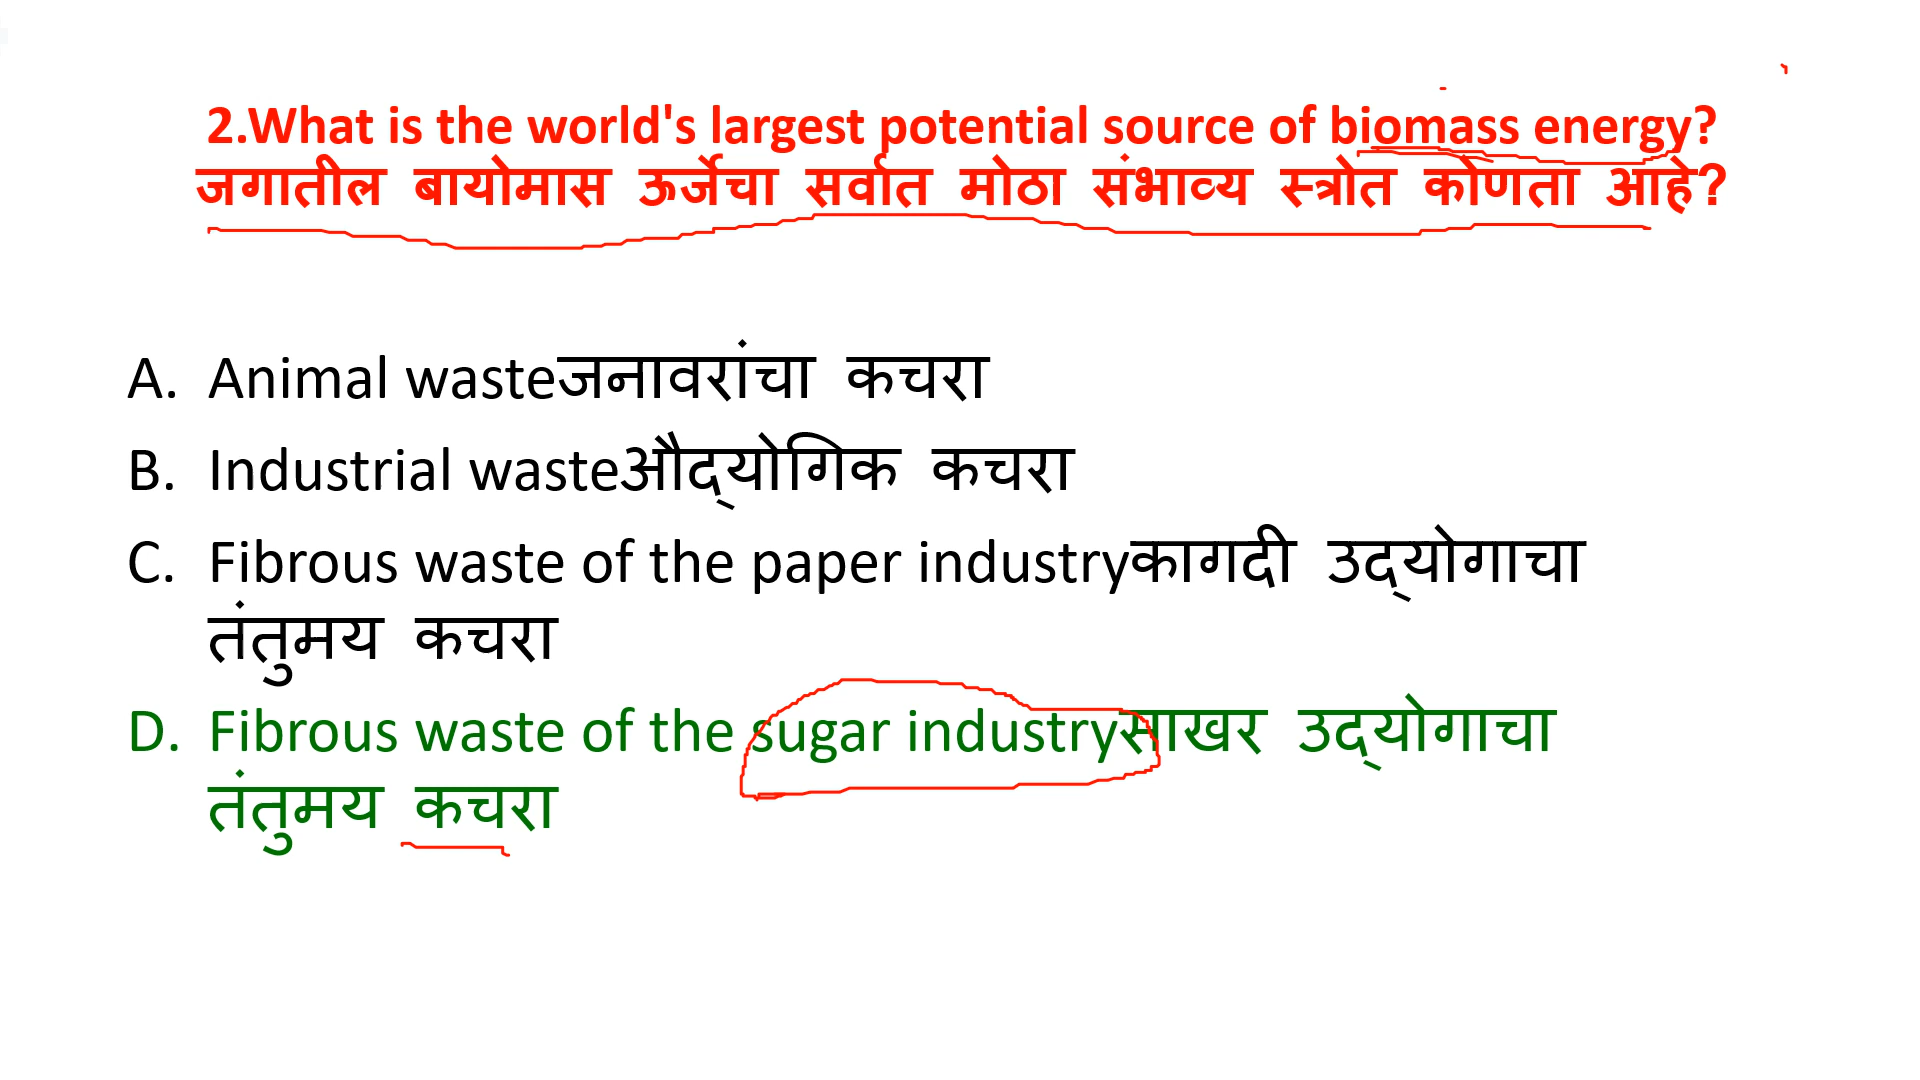 2.What is the world's largest potential source of biomass energy?
जगातील बायोमास ऊर्जेचा सर्वात मोठा संभाव्य स्त्रोत कोणता आहे?
A. Animal wasteजनावरांचा कचरा
B. Industrial wasteऔद्‌योगिक कचरा
C. Fibrous waste of the paper industryकागदी उद्‌योगाचा
तंतुमय कचरा
D. Fibrous waste of the sugar industryसाखर उद्‌योगाचा
तंतुमय कचरा